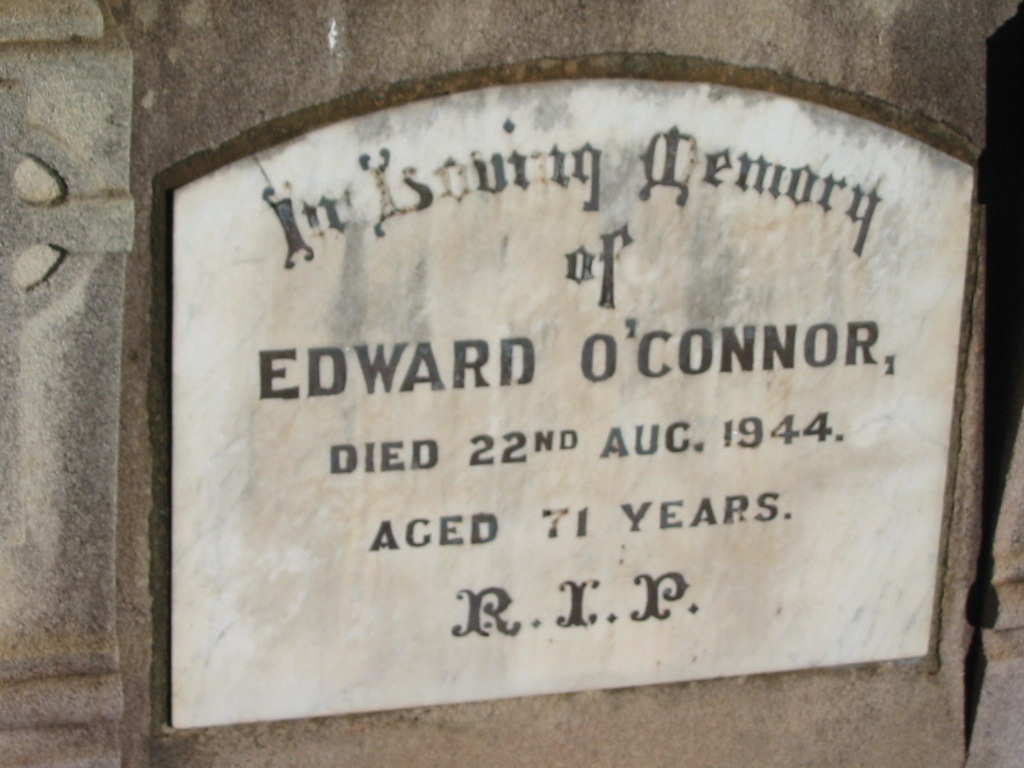 In Loving Memory
of
EDWARD O'CONNOR,
DIED 22ND AUG. 1944.
AGED 71 YEARS.
R.I.P.